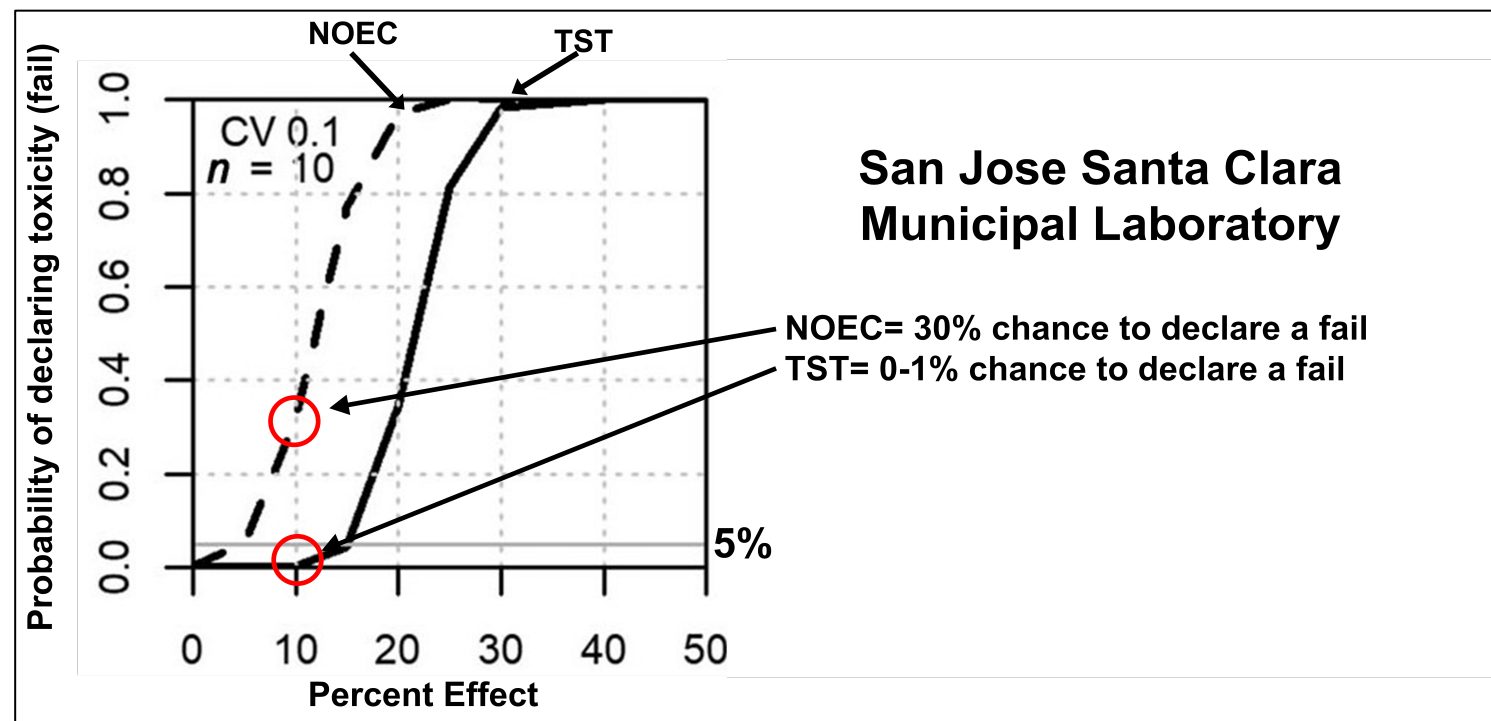 NOEC
TST
Probability of declaring toxicity (fail)
1.0
0.8
0.6
0.4
0.2
0.0
CV 0.1
n = 10
San Jose Santa Clara
Municipal Laboratory
NOEC= 30% chance to declare a fail
TST= 0-1% chance to declare a fail
5%
0 10 20 30 40 50
Percent Effect